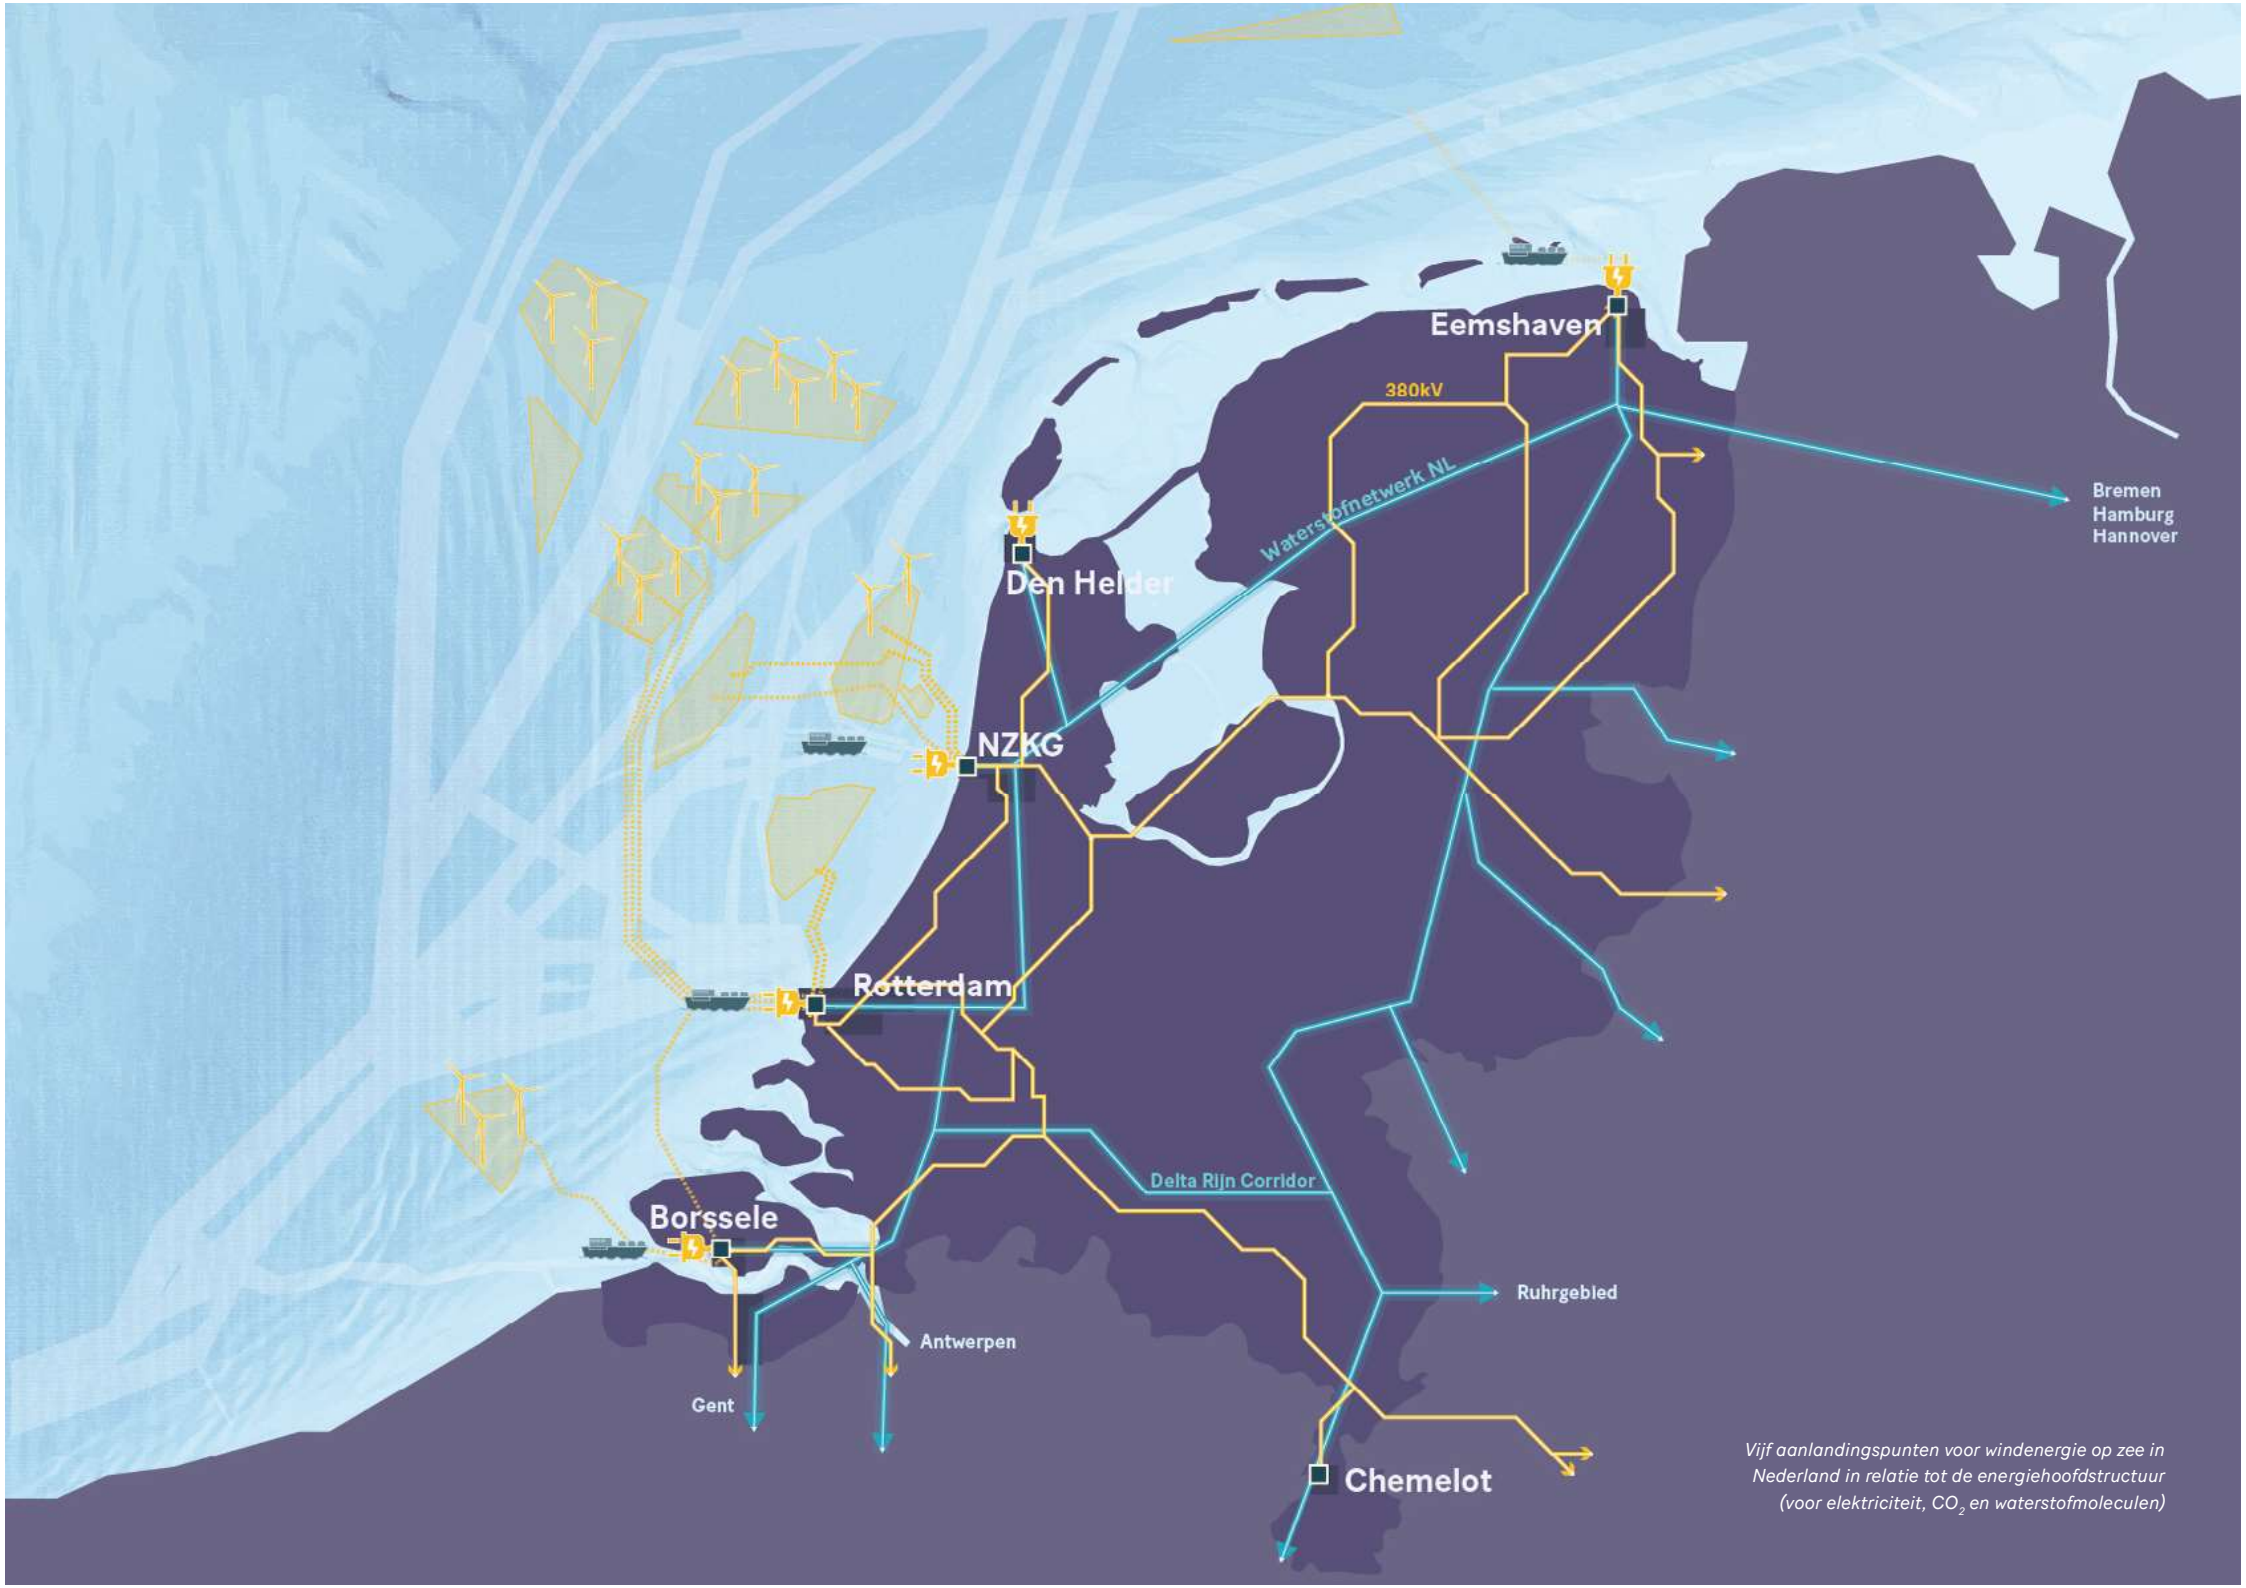 Eemshaven
380kV
Waterstofnetwerk NL
Bremen
Hamburg
Hannover
Den Helder
NZKG
Rotterdam
Delta Rijn Corridor
Borssele
Ruhrgebied
Antwerpen
Gent
Chemelot
Vijf aanlandingspunten voor windenergie op zee in
Nederland in relatie tot de energiehoofdstructuur
(voor elektriciteit, CO₂ en waterstofmoleculen)